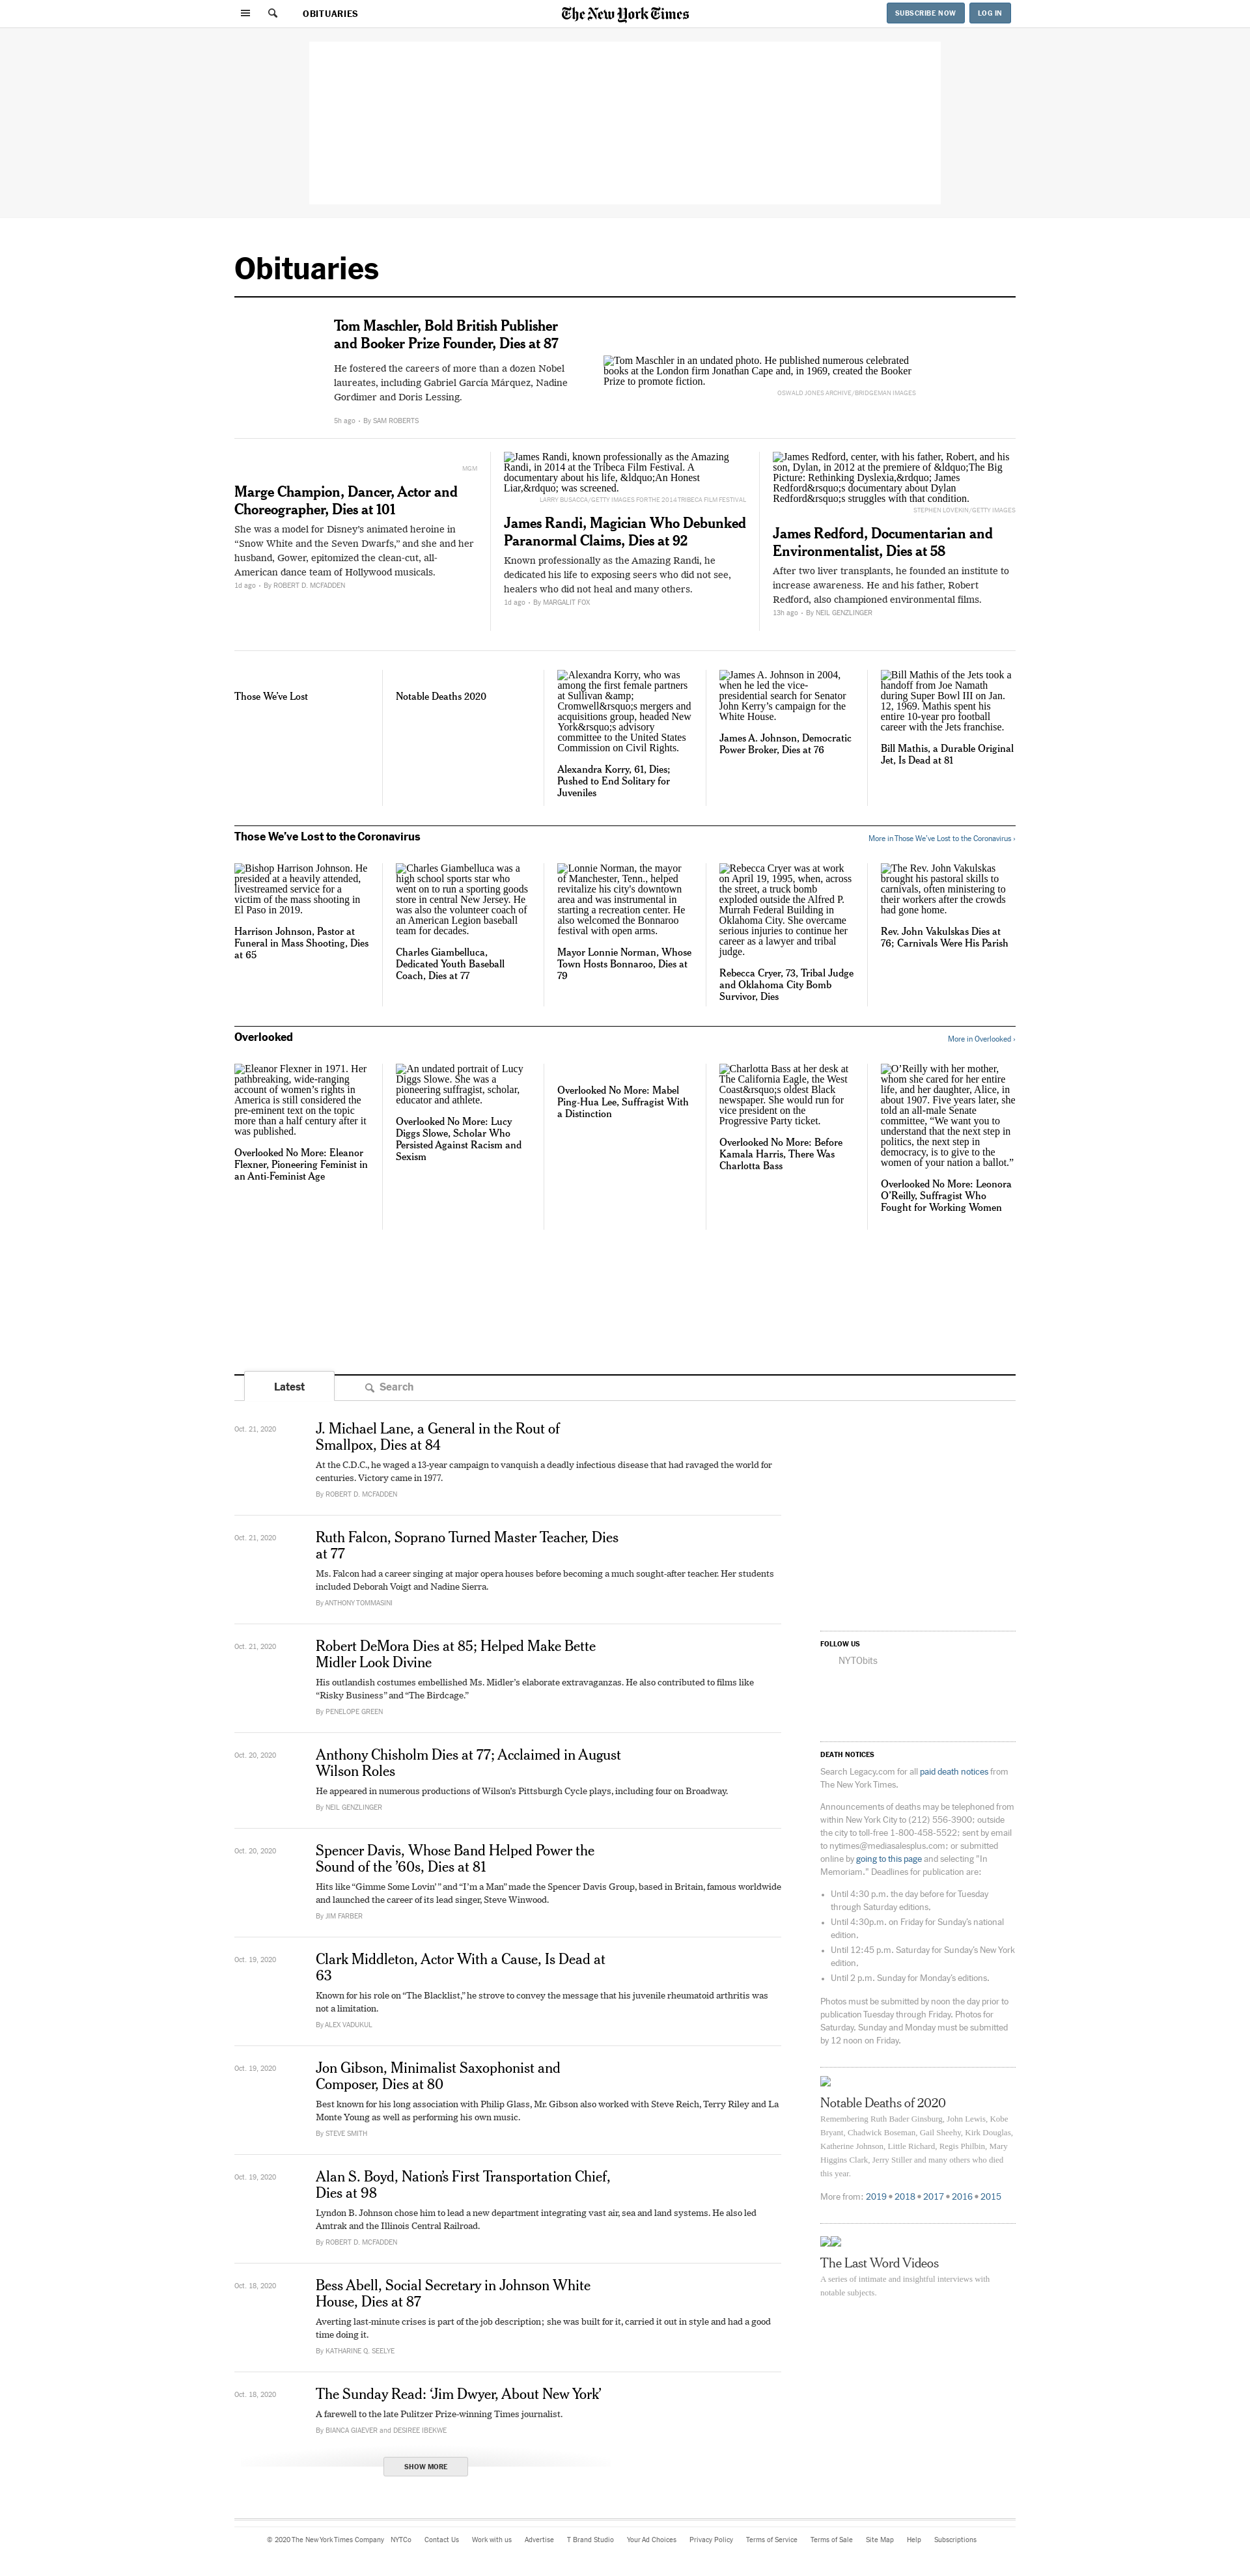 OBITUARIES
The New York Times
SUBSCRIBE NOW
LOG IN
Obituaries
Tom Maschler, Bold British Publisher
and Booker Prize Founder, Dies at 87
He fostered the careers of more than a dozen Nobel
laureates, including Gabriel García Márquez, Nadine
Gordimer and Doris Lessing.
5h ago • By SAM ROBERTS
Tom Maschler in an undated photo. He published numerous celebrated
books at the London firm Jonathan Cape and, in 1969, created the Booker
Prize to promote fiction.
OSWALD JONES ARCHIVE/BRIDGEMAN IMAGES
MGM
Marge Champion, Dancer, Actor and
Choreographer, Dies at 101
She was a model for Disney's animated heroine in
“Snow White and the Seven Dwarfs,” and she and her
husband, Gower, epitomized the clean-cut, all-
American dance team of Hollywood musicals.
1d ago • By ROBERT D. MCFADDEN
James Randi, known professionally as the Amazing
Randi, in 2014 at the Tribeca Film Festival. A
documentary about his life, &ldquo;An Honest
Liar,&rdquo; was screened.
LARRY BUSACCA/GETTY IMAGES FOR THE 2014 TRIBECA FILM FESTIVAL
James Randi, Magician Who Debunked
Paranormal Claims, Dies at 92
Known professionally as the Amazing Randi, he
dedicated his life to exposing seers who did not see,
healers who did not heal and many others.
1d ago • By MARGALIT FOX
James Redford, center, with his father, Robert, and his
son, Dylan, in 2012 at the premiere of &ldquo;The Big
Picture: Rethinking Dyslexia,&rdquo; James
Redford&rsquo;s documentary about Dylan
Redford&rsquo;s struggles with that condition.
STEPHEN LOVEKIN/GETTY IMAGES
James Redford, Documentarian and
Environmentalist, Dies at 58
After two liver transplants, he founded an institute to
increase awareness. He and his father, Robert
Redford, also championed environmental films.
13h ago • By NEIL GENZLINGER
Those We've Lost
Notable Deaths 2020
Alexandra Korry, who was
among the first female partners
at Sullivan &amp;
Cromwell&rsquo;s mergers and
acquisitions group, headed New
York&rsquo;s advisory
committee to the United States
Commission on Civil Rights.
Alexandra Korry, 61, Dies;
Pushed to End Solitary for
Juveniles
James A. Johnson in 2004,
when he led the vice-
presidential search for Senator
John Kerry’s campaign for the
White House.
James A. Johnson, Democratic
Power Broker, Dies at 76
Bill Mathis of the Jets took a
handoff from Joe Namath
during Super Bowl III on Jan.
12, 1969. Mathis spent his
entire 10-year pro football
career with the Jets franchise.
Bill Mathis, a Durable Original
Jet, Is Dead at 81
Those We’ve Lost to the Coronavirus
More in Those We’ve Lost to the Coronavirus ›
Bishop Harrison Johnson. He
presided at a heavily attended,
livestreamed service for a
victim of the mass shooting in
El Paso in 2019.
Harrison Johnson, Pastor at
Funeral in Mass Shooting, Dies
at 65
Charles Giambelluca was a
high school sports star who
went on to run a sporting goods
store in central New Jersey. He
was also the volunteer coach of
an American Legion baseball
team for decades.
Charles Giambelluca,
Dedicated Youth Baseball
Coach, Dies at 77
Lonnie Norman, the mayor
of Manchester, Tenn., helped
revitalize his city's downtown
area and was instrumental in
starting a recreation center. He
also welcomed the Bonnaroo
festival with open arms.
Mayor Lonnie Norman, Whose
Town Hosts Bonnaroo, Dies at
79
Rebecca Cryer was at work
on April 19, 1995, when, across
the street, a truck bomb
exploded outside the Alfred P.
Murrah Federal Building in
Oklahoma City. She overcame
serious injuries to continue her
career as a lawyer and tribal
judge.
Rebecca Cryer, 73, Tribal Judge
and Oklahoma City Bomb
Survivor, Dies
The Rev. John Vakulskas
brought his pastoral skills to
carnivals, often ministering to
their workers after the crowds
had gone home.
Rev. John Vakulskas Dies at
76; Carnivals Were His Parish
Overlooked
More in Overlooked ›
Eleanor Flexner in 1971. Her
pathbreaking, wide-ranging
account of women’s rights in
America is still considered the
pre-eminent text on the topic
more than a half century after it
was published.
Overlooked No More: Eleanor
Flexner, Pioneering Feminist in
an Anti-Feminist Age
An undated portrait of Lucy
Diggs Slowe. She was a
pioneering suffragist, scholar,
educator and athlete.
Overlooked No More: Lucy
Diggs Slowe, Scholar Who
Persisted Against Racism and
Sexism
Overlooked No More: Mabel
Ping-Hua Lee, Suffragist With
a Distinction
Charlotta Bass at her desk at
The California Eagle, the West
Coast&rsquo;s oldest Black
newspaper. She would run for
vice president on the
Progressive Party ticket.
Overlooked No More: Before
Kamala Harris, There Was
Charlotta Bass
O’Reilly with her mother,
whom she cared for her entire
life, and her daughter, Alice, in
about 1907. Five years later, she
told an all-male Senate
committee, “We want you to
understand that the next step in
politics, the next step in
democracy, is to give to the
women of your nation a ballot.”
Overlooked No More: Leonora
O’Reilly, Suffragist Who
Fought for Working Women
Latest
Search
Oct. 21, 2020
J. Michael Lane, a General in the Rout of
Smallpox, Dies at 84
At the C.D.C., he waged a 13-year campaign to vanquish a deadly infectious disease that had ravaged the world for
centuries. Victory came in 1977.
By ROBERT D. MCFADDEN
Oct. 21, 2020
Ruth Falcon, Soprano Turned Master Teacher, Dies
at 77
Ms. Falcon had a career singing at major opera houses before becoming a much sought-after teacher. Her students
included Deborah Voigt and Nadine Sierra.
By ANTHONY TOMMASINI
Oct. 21, 2020
Robert DeMora Dies at 85; Helped Make Bette
Midler Look Divine
His outlandish costumes embellished Ms. Midler’s elaborate extravaganzas. He also contributed to films like
“Risky Business” and “The Birdcage.”
By PENELOPE GREEN
Oct. 20, 2020
Anthony Chisholm Dies at 77; Acclaimed in August
Wilson Roles
He appeared in numerous productions of Wilson’s Pittsburgh Cycle plays, including four on Broadway.
By NEIL GENZLINGER
Oct. 20, 2020
Spencer Davis, Whose Band Helped Power the
Sound of the ’60s, Dies at 81
Hits like “Gimme Some Lovin’ ” and “I’m a Man” made the Spencer Davis Group, based in Britain, famous worldwide
and launched the career of its lead singer, Steve Winwood.
By JIM FARBER
Oct. 19, 2020
Clark Middleton, Actor With a Cause, Is Dead at
63
Known for his role on “The Blacklist,” he strove to convey the message that his juvenile rheumatoid arthritis was
not a limitation.
By ALEX VADUKUL
Oct. 19, 2020
Jon Gibson, Minimalist Saxophonist and
Composer, Dies at 80
Best known for his long association with Philip Glass, Mr. Gibson also worked with Steve Reich, Terry Riley and La
Monte Young as well as performing his own music.
By STEVE SMITH
Oct. 19, 2020
Alan S. Boyd, Nation’s First Transportation Chief,
Dies at 98
Lyndon B. Johnson chose him to lead a new department integrating vast air, sea and land systems. He also led
Amtrak and the Illinois Central Railroad.
By ROBERT D. MCFADDEN
Oct. 18, 2020
Bess Abell, Social Secretary in Johnson White
House, Dies at 87
Averting last-minute crises is part of the job description; she was built for it, carried it out in style and had a good
time doing it.
By KATHARINE Q. SEELYE
Oct. 18, 2020
The Sunday Read: ‘Jim Dwyer, About New York’
A farewell to the late Pulitzer Prize-winning Times journalist.
By BIANCA GIAEVER and DESIREE IBEKWE
SHOW MORE
FOLLOW US
NYTObits
DEATH NOTICES
Search Legacy.com for all paid death notices from
The New York Times.
Announcements of deaths may be telephoned from
within New York City to (212) 556-3900; outside
the city to toll-free 1-800-458-5522; sent by email
to nytimes@mediasalesplus.com; or submitted
online by going to this page and selecting "In
Memoriam." Deadlines for publication are:
• Until 4:30 p.m. the day before for Tuesday
through Saturday editions.
• Until 4:30p.m. on Friday for Sunday’s national
edition.
• Until 12:45 p.m. Saturday for Sunday’s New York
edition.
• Until 2 p.m. Sunday for Monday’s editions.
Photos must be submitted by noon the day prior to
publication Tuesday through Friday. Photos for
Saturday, Sunday and Monday must be submitted
by 12 noon on Friday.
Notable Deaths of 2020
Remembering Ruth Bader Ginsburg, John Lewis, Kobe
Bryant, Chadwick Boseman, Gail Sheehy, Kirk Douglas,
Katherine Johnson, Little Richard, Regis Philbin, Mary
Higgins Clark, Jerry Stiller and many others who died
this year.
More from: 2019 • 2018 • 2017 • 2016 • 2015
The Last Word Videos
A series of intimate and insightful interviews with
notable subjects.
© 2020 The New York Times Company NYTCo Contact Us Work with us Advertise T Brand Studio Your Ad Choices Privacy Policy Terms of Service Terms of Sale Site Map Help Subscriptions